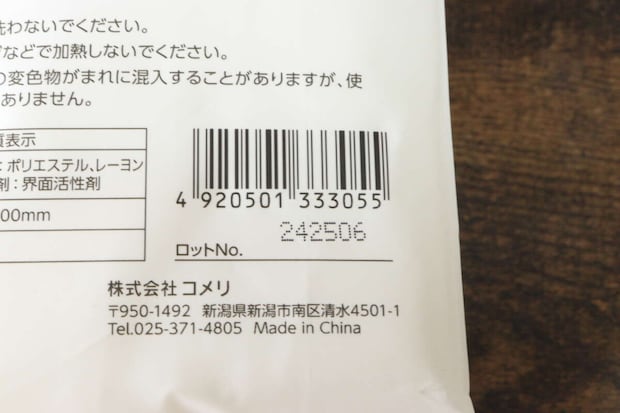 洗わないでください。
などで加熱しないでください。
の変色物がまれに混入することがありますが、使
ありません。
質表示
：ポリエステル、レーヨン
剤：界面活性剤
00mm
4 920501 333055
242506
ロットNo.
株式会社 コメリ
〒950-1492 新潟県新潟市南区清水4501-1
Tel.025-371-4805 Made in China